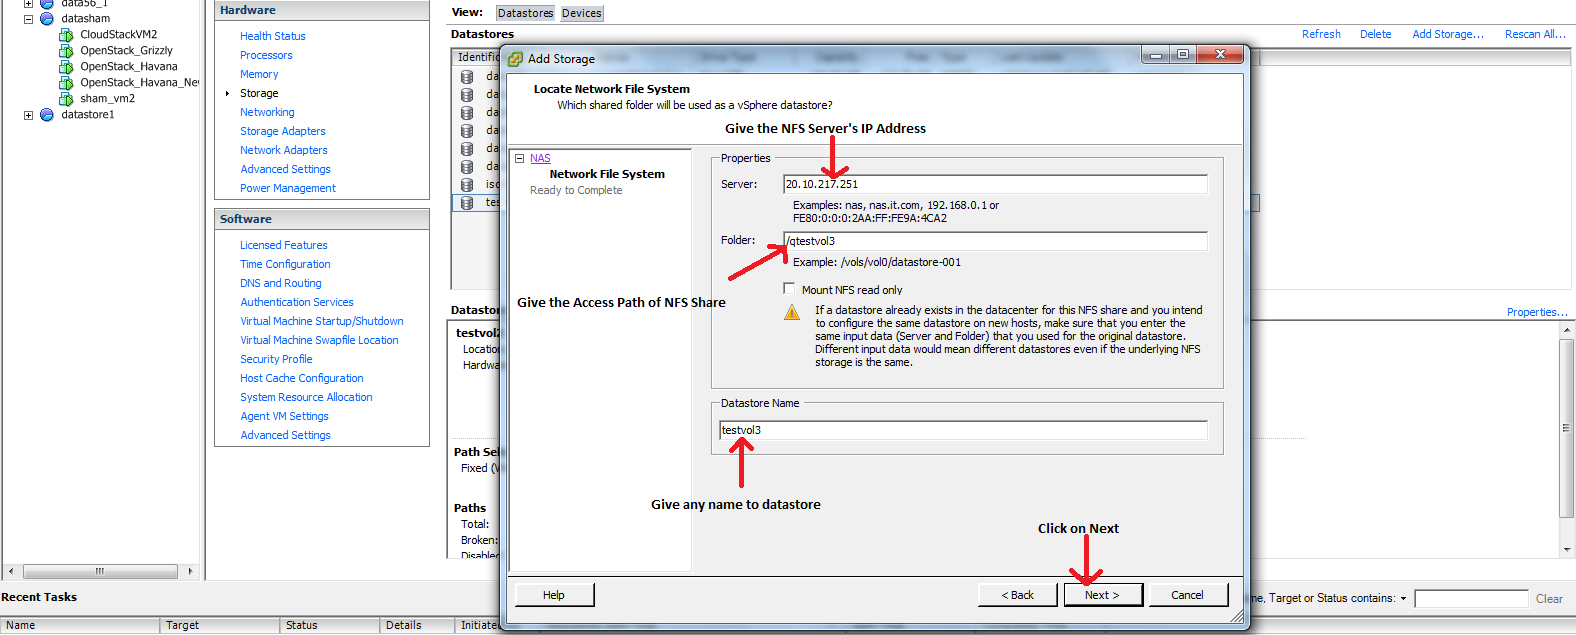 data56_1
datasham
CloudStackVM2
OpenStack_Grizzly
OpenStack_Havana
OpenStack_Havana_Nev
sham_vm2
datastore1
Hardware
Health Status
Processors
Memory
Storage
Networking
Storage Adapters
Network Adapters
Advanced Settings
Power Management
Software
Licensed Features
Time Configuration
DNS and Routing
Authentication Services
Virtual Machine Startup/Shutdown
Virtual Machine Swapfile Location
Security Profile
Host Cache Configuration
System Resource Allocation
Agent VM Settings
Advanced Settings
View: Datastores Devices
Datastores
Refresh Delete Add Storage... Rescan All...
Identific
da
da
da
da
da
da
iso
tes
Datastor
Properties...
testvol2
Locatio
Hardwa
Path Sel
Fixed (V
Paths
Total:
Broken:
Disabled
Add Storage
Locate Network File System
Which shared folder will be used as a vSphere datastore?
Give the NFS Server's IP Address
NAS
Network File System
Ready to Complete
Properties
Server: 20.10.217.251
Examples: nas, nas.it.com, 192.168.0.1 or
FE80:0:0:0:2AA:FF:FE9A:4CA2
Folder: /qtestvol3
Example: /vols/vol0/datastore-001
Give the Access Path of NFS Share
Mount NFS read only
If a datastore already exists in the datacenter for this NFS share and you intend
to configure the same datastore on new hosts, make sure that you enter the
same input data (Server and Folder) that you used for the original datastore.
Different input data would mean different datastores even if the underlying NFS
storage is the same.
Datastore Name
testvol3
Give any name to datastore
Click on Next
Help < Back Next > Cancel
Recent Tasks
me, Target or Status contains: Clear
Name Target Status Details Initiated